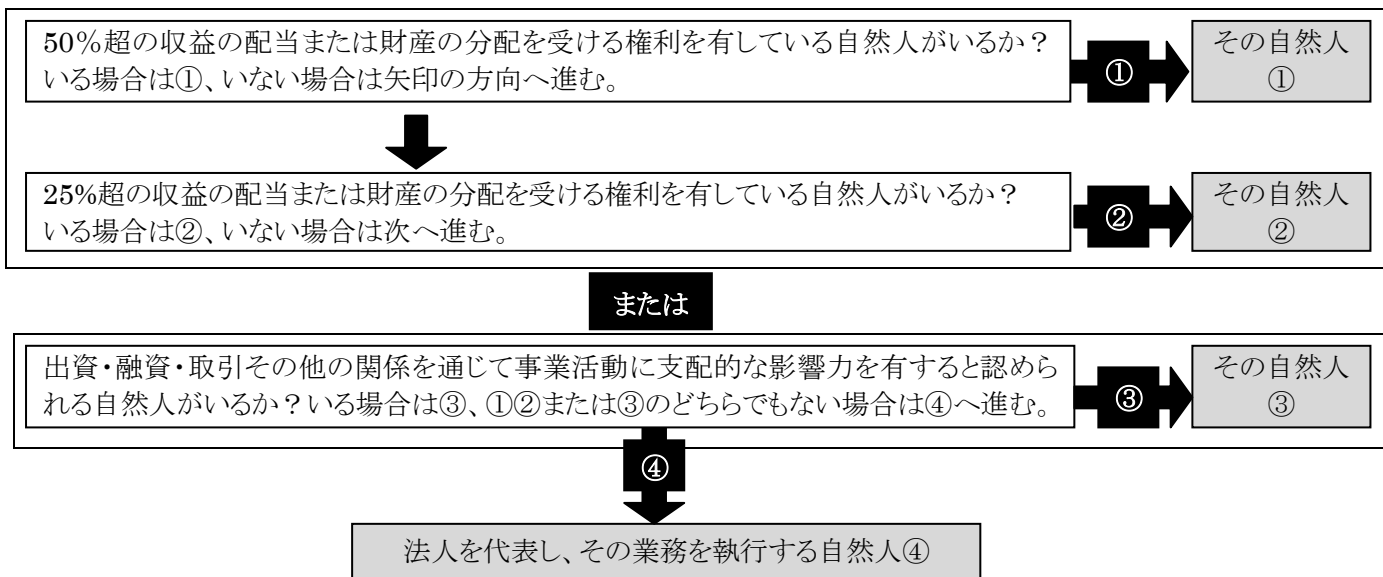 50%超の収益の配当または財産の分配を受ける権利を有している自然人がいるか？
いる場合は①、いない場合は矢印の方向へ進む。
①
その自然人
①
25%超の収益の配当または財産の分配を受ける権利を有している自然人がいるか？
いる場合は②、いない場合は次へ進む。
②
その自然人
②
または
出資・融資・取引その他の関係を通じて事業活動に支配的な影響力を有すると認めら
れる自然人がいるか？いる場合は③、①②または③のどちらでもない場合は④へ進む。
③
その自然人
③
④
法人を代表し、その業務を執行する自然人④